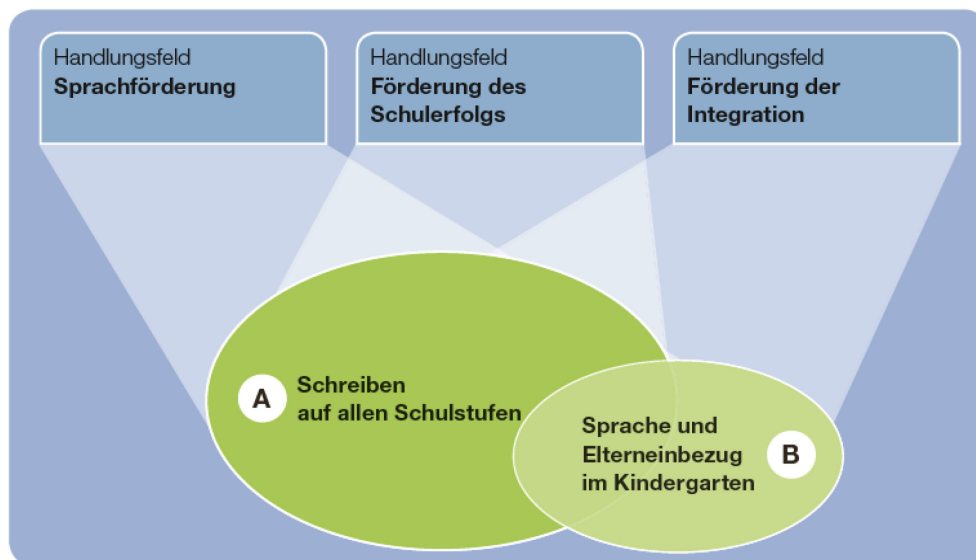 Handlungsfeld
Sprachförderung
Handlungsfeld
Förderung des
Schulerfolgs
Handlungsfeld
Förderung der
Integration
A
Schreiben
auf allen Schulstufen
Sprache und
Elterneinbezug
im Kindergarten
B